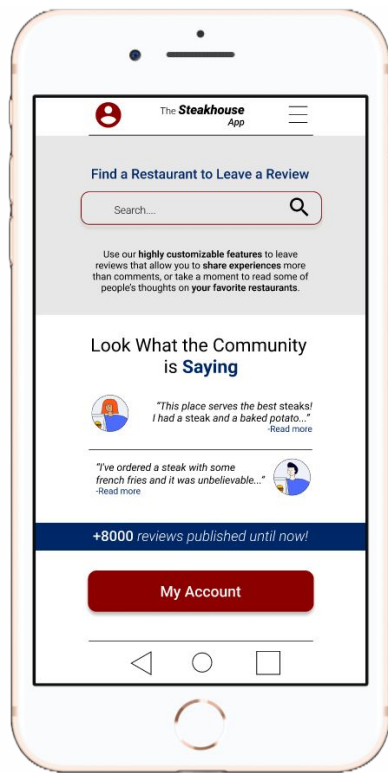 The Steakhouse
App
Find a Restaurant to Leave a Review
Search....
Use our highly customizable features to leave
reviews that allow you to share experiences more
than comments, or take a moment to read some of
people's thoughts on your favorite restaurants.
Look What the Community
is Saying
"This place serves the best steaks!
I had a steak and a baked potato..."
-Read more
"I've ordered a steak with some
french fries and it was unbelievable..."
-Read more
+8000 reviews published until now!
My Account